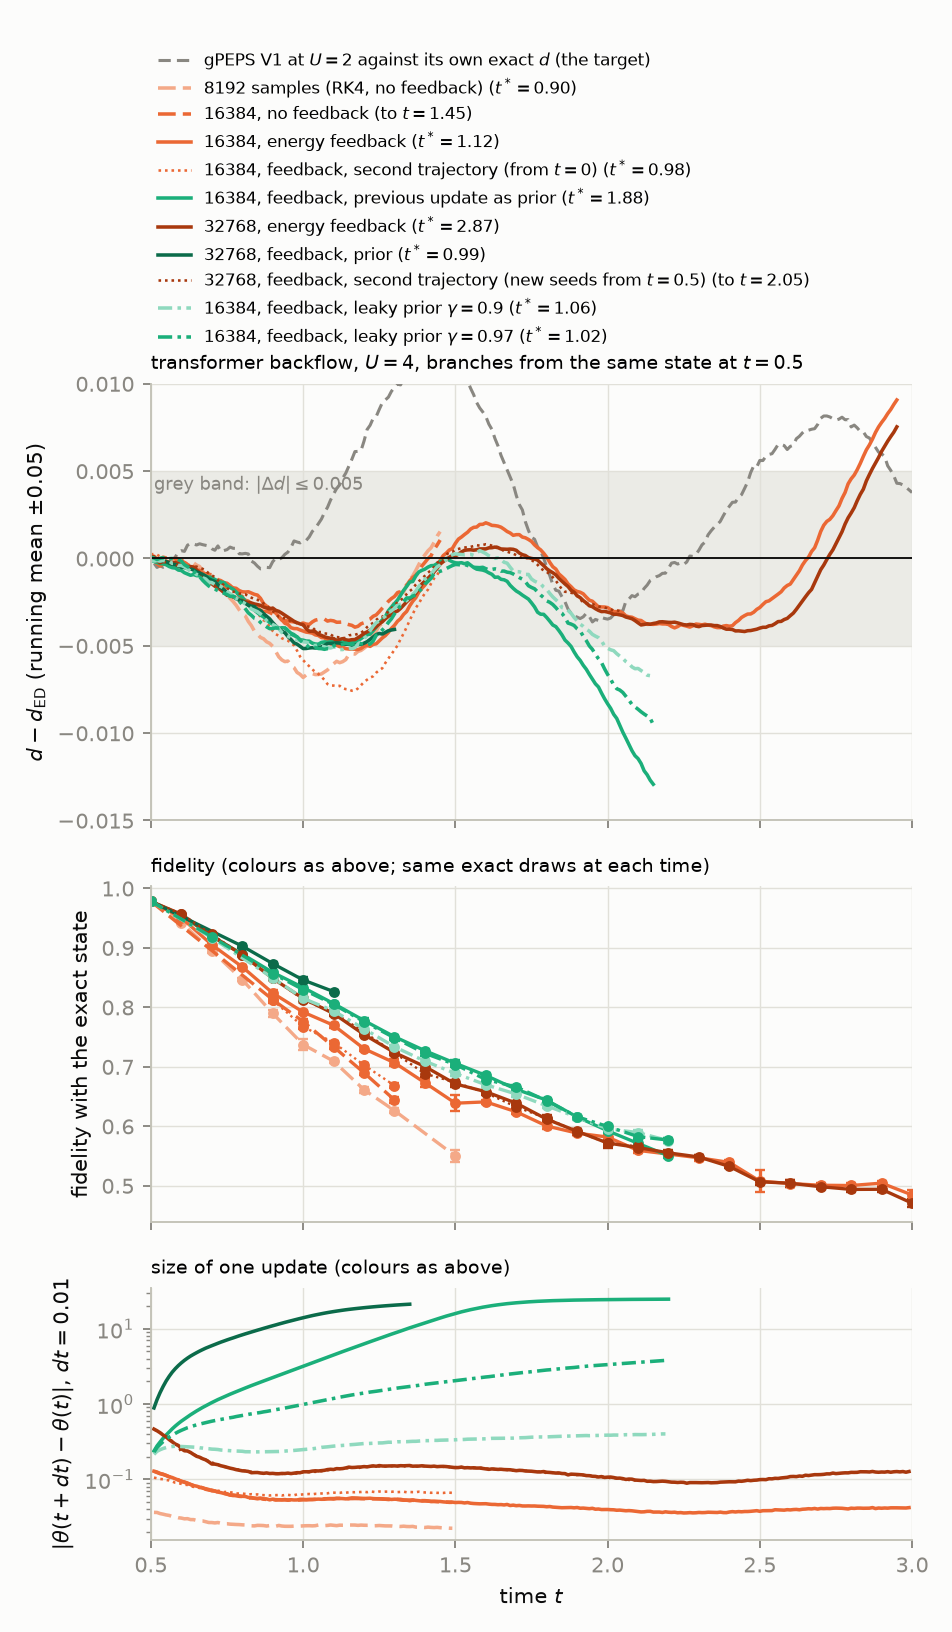 gPEPS V1 at U = 2 against its own exact d (the target)
8192 samples (RK4, no feedback) (t* = 0.90)
16384, no feedback (to t = 1.45)
16384, energy feedback (t* = 1.12)
16384, feedback, second trajectory (from t = 0) (t* = 0.98)
16384, feedback, previous update as prior (t* = 1.88)
32768, energy feedback (t* = 2.87)
32768, feedback, prior (t* = 0.99)
32768, feedback, second trajectory (new seeds from t = 0.5) (to t = 2.05)
16384, feedback, leaky prior γ = 0.9 (t* = 1.06)
16384, feedback, leaky prior γ = 0.97 (t* = 1.02)
transformer backflow, U = 4, branches from the same state at t = 0.5
d − d_ED (running mean ±0.05)
0.010
0.005
0.000
−0.005
−0.010
−0.015
grey band: |Δd| ≤ 0.005
fidelity (colours as above; same exact draws at each time)
fidelity with the exact state
1.0
0.9
0.8
0.7
0.6
0.5
size of one update (colours as above)
|θ(t + dt) − θ(t)|, dt = 0.01
10¹
10⁰
10⁻¹
0.5 1.0 1.5 2.0 2.5 3.0
time t